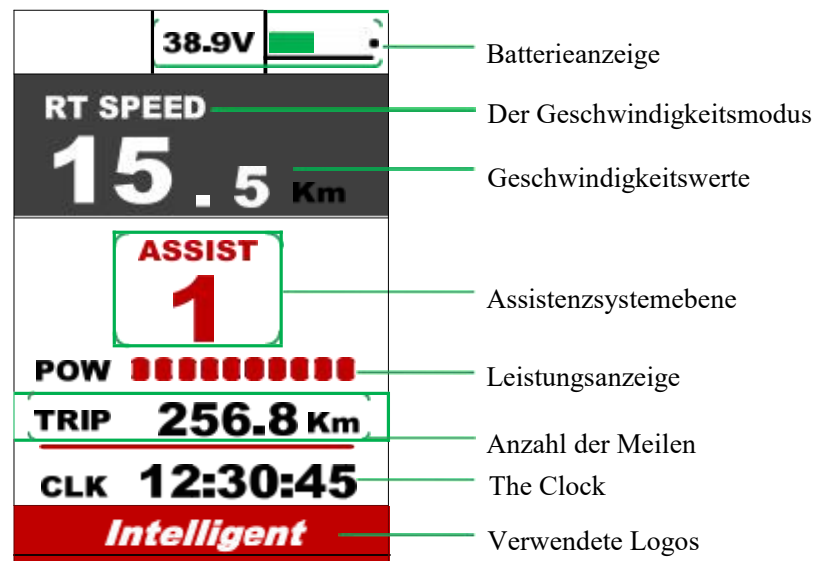 38.9V
Batterieanzeige
RT SPEED
Der Geschwindigkeitsmodus
15.5 Km
Geschwindigkeitswerte
ASSIST
1
Assistenzsystemebene
POW
Leistungsanzeige
TRIP 256.8 Km
Anzahl der Meilen
CLK 12:30:45
The Clock
Intelligent
Verwendete Logos